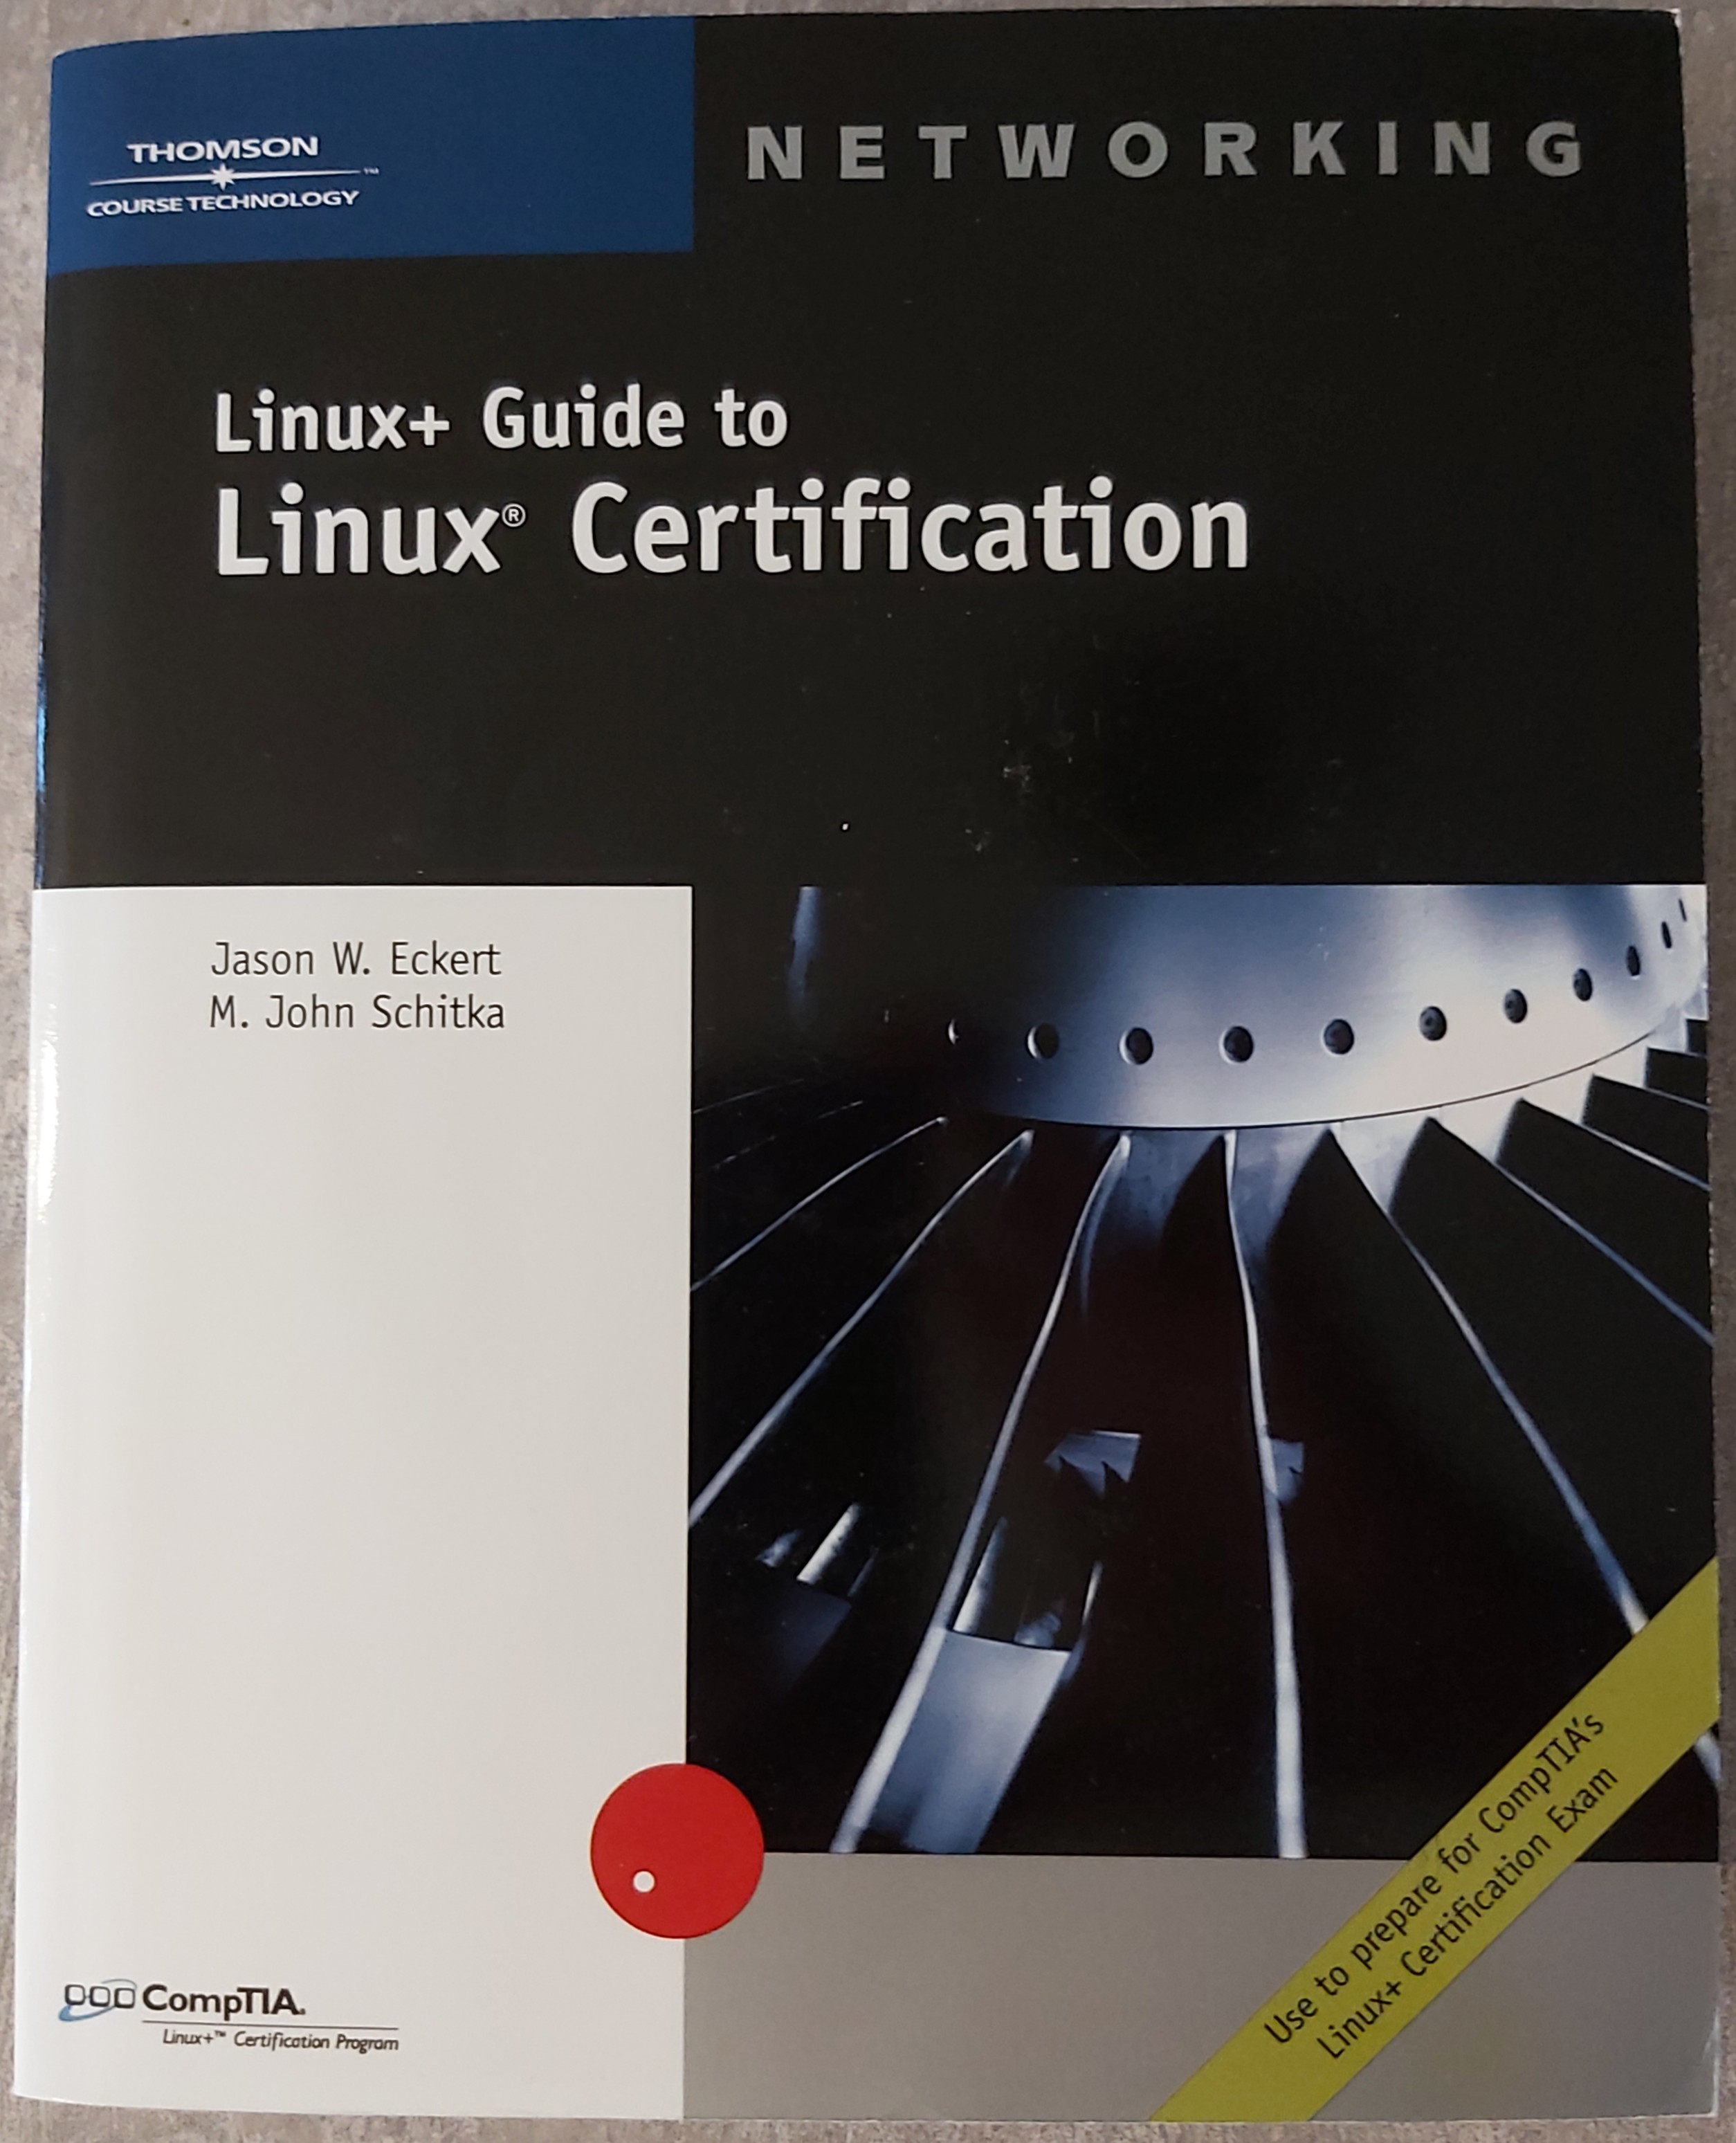 THOMSON
™
COURSE TECHNOLOGY
NETWORKING
Linux+ Guide to
Linux® Certification
Jason W. Eckert
M. John Schitka
CompTIA.
Linux+™ Certification Program
Use to prepare for CompTIA's
Linux+ Certification Exam